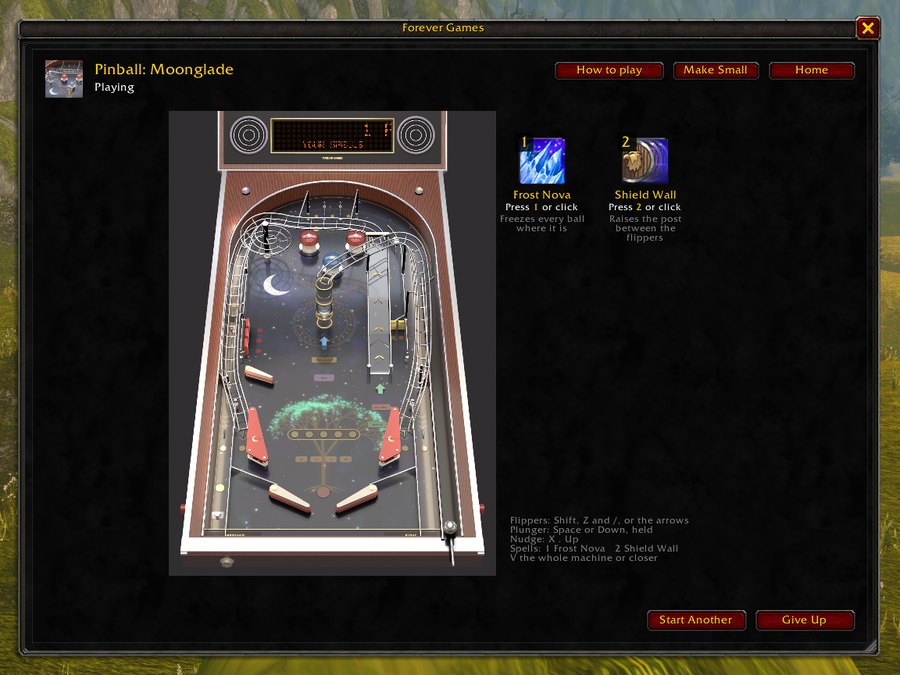 Forever Games
Pinball: Moonglade
Playing
How to play
Make Small
Home
1
2
Frost Nova
Press 1 or click
Freezes every ball
where it is
Shield Wall
Press 2 or click
Raises the post
between the
flippers
Flippers: Shift, Z and /, or the arrows
Plunger: Space or Down, held
Nudge: X . Up
Spells: 1 Frost Nova 2 Shield Wall
V the whole machine or closer
Start Another
Give Up